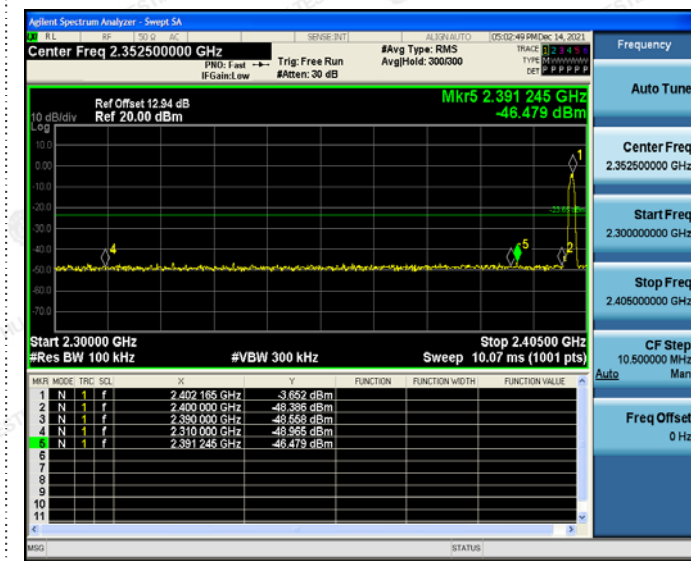 Agilent Spectrum Analyzer - Swept SA
RL RF 50 Ω AC SENSE:INT ALIGN AUTO 05:02:49 PM Dec 14, 2021
Center Freq 2.352500000 GHz
PNO: Fast
IFGain:Low
Trig: Free Run
#Atten: 30 dB
#Avg Type: RMS
Avg|Hold: 300/300
TRACE 1 2 3 4 5 6
TYPE MWWWWW
DET P P P P P P
Ref Offset 12.94 dB
Ref 20.00 dBm
Mkr5 2.391 245 GHz
-46.479 dBm
10 dB/div
Log
10.0
0.00
-10.0
-20.0
-30.0
-40.0
-50.0
-60.0
-70.0
1
4
5
2
Start 2.30000 GHz
Stop 2.40500 GHz
#Res BW 100 kHz #VBW 300 kHz Sweep 10.07 ms (1001 pts)
MKR MODE TRC SCL X Y FUNCTION FUNCTION WIDTH FUNCTION VALUE
1 N 1 f 2.402 165 GHz -3.652 dBm
2 N 1 f 2.400 000 GHz -48.386 dBm
3 N 1 f 2.390 000 GHz -48.558 dBm
4 N 1 f 2.310 000 GHz -48.965 dBm
5 N 1 f 2.391 245 GHz -46.479 dBm
6
7
8
9
10
11
MSG STATUS
Frequency
Auto Tune
Center Freq
2.352500000 GHz
Start Freq
2.300000000 GHz
Stop Freq
2.405000000 GHz
CF Step
10.500000 MHz
Auto Man
Freq Offset
0 Hz